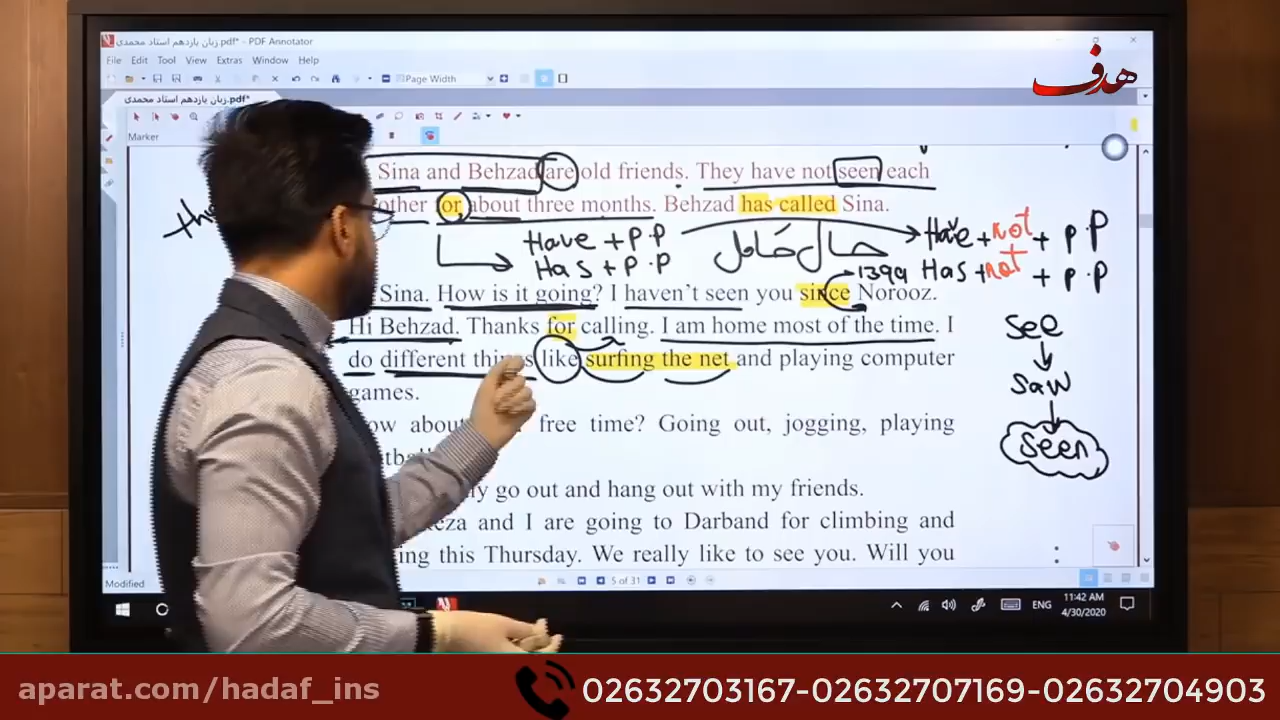 زبان یازدهم استاد محمدی.pdf* - PDF Annotator
هدف
File Edit Tool View Extras Window Help
Page Width
زبان یازدهم استاد محمدی.pdf*
Marker
Sina and Behzad are old friends. They have not seen each
other for about three months. Behzad has called Sina.
Have + P.P
Has + P.P
حال کامل
Have + not + P.P
Has + not + P.P
1399
Sina. How is it going? I haven't seen you since Norooz.
Hi Behzad. Thanks for calling. I am home most of the time. I
do different things like surfing the net and playing computer
games.
see
saw
seen
free time? Going out, jogging, playing
go out and hang out with my friends.
and I are going to Darband for climbing and
this Thursday. We really like to see you. Will you
Modified
5 of 31
ENG
11:42 AM
4/30/2020
aparat.com/hadaf_ins
02632703167-02632707169-02632704903